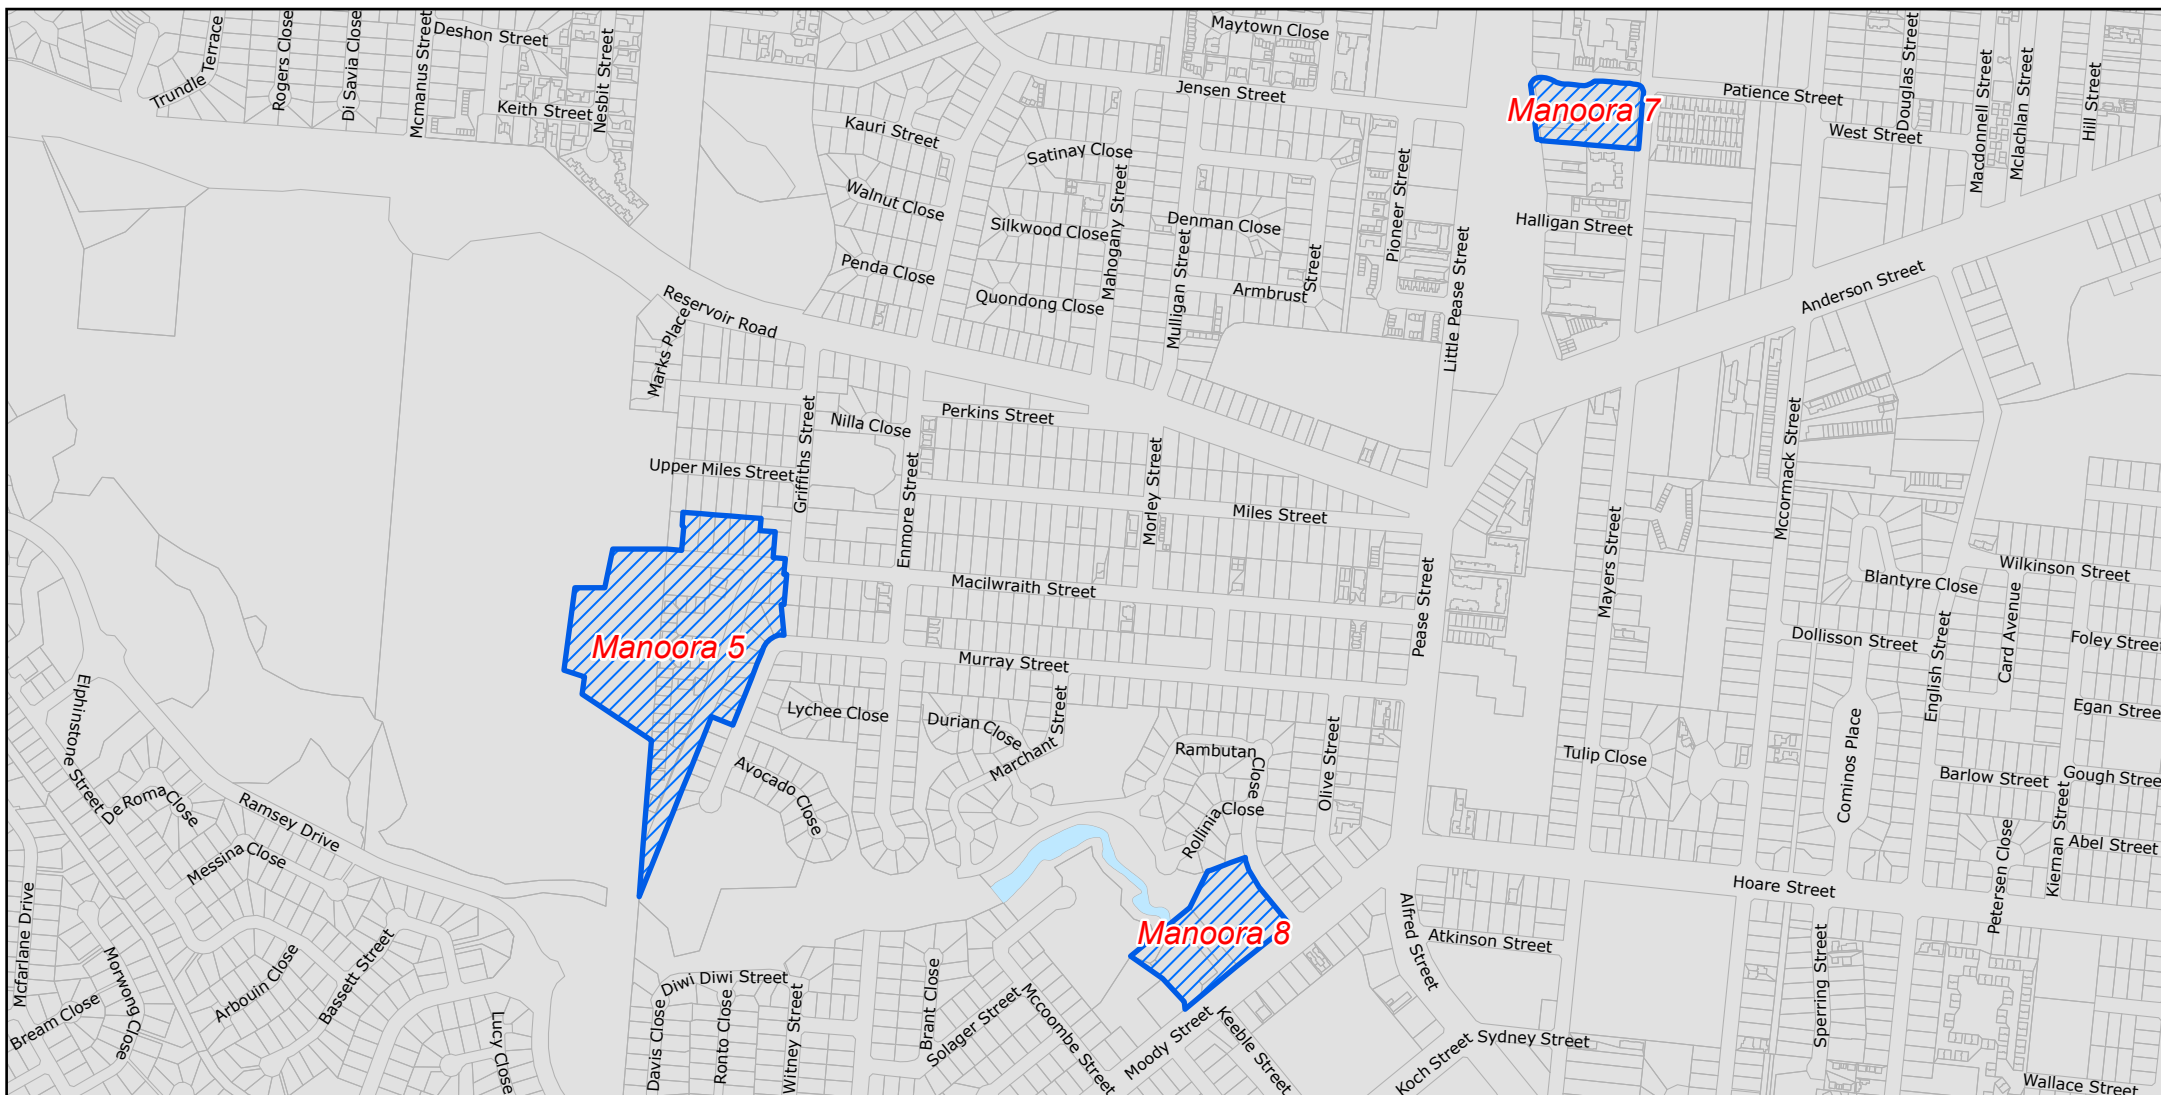 Deshon Street
Maytown Close
Trundle Terrace
Rogers Close
Di Savia Close
Mcmanus Street
Keith Street
Nesbit Street
Jensen Street
Manoora 7
Patience Street
Douglas Street
West Street
Macdonnell Street
Mclachlan Street
Hill Street
Kauri Street
Satinay Close
Walnut Close
Silkwood Close
Mahogany Street
Denman Close
Pioneer Street
Halligan Street
Penda Close
Quondong Close
Mulligan Street
Armbrust
Street
Little Pease Street
Anderson Street
Reservoir Road
Marks Place
Perkins Street
Nilla Close
Griffiths Street
Upper Miles Street
Enmore Street
Morley Street
Miles Street
Mccormack Street
Mayers Street
Pease Street
Macilwraith Street
Wilkinson Street
Blantyre Close
Card Avenue
Dollisson Street
English Street
Foley Street
Manoora 5
Murray Street
Elphinstone Street
Lychee Close
Durian Close
Marchant Street
Rambutan
Close
Olive Street
Tulip Close
Cominos Place
Egan Stree
Barlow Street
Gough Stree
De Roma Close
Ramsey Drive
Avocado Close
Rollinia
Close
Messina Close
Petersen Close
Kiernan Street
Abel Street
Hoare Street
Mcfarlane Drive
Manoora 8
Alfred Street
Atkinson Street
Morwong Close
Arbouin Close
Bassett Street
Diwi Diwi Street
Brant Close
Mccoombe Street
Solager Street
Bream Close
Lucy Close
Davis Close
Ronto Close
Witney Street
Moody Street
Keeble Street
Koch Street
Sydney Street
Sperring Street
Wallace Street